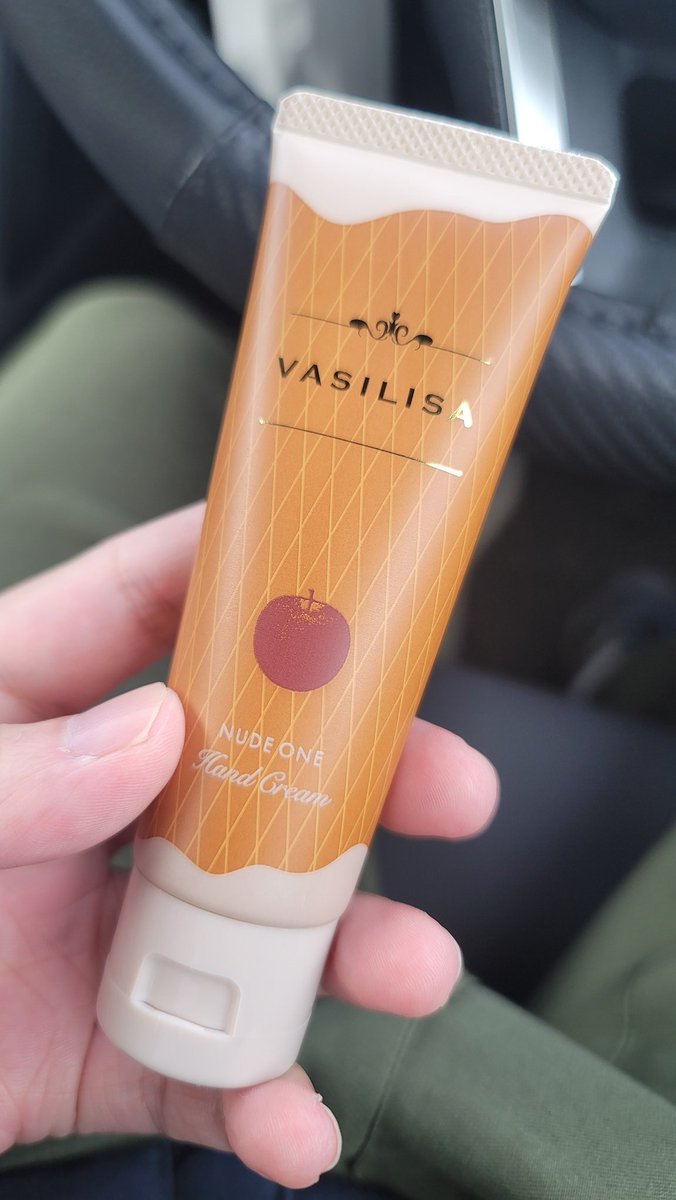 VASILISA
NUDE ONE
Hand Cream